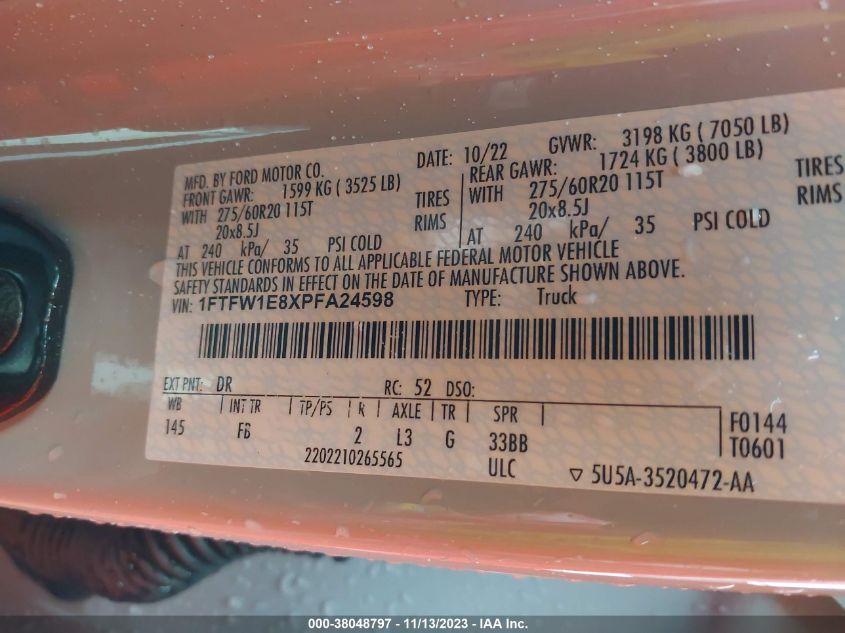 MFD. BY FORD MOTOR CO. DATE: 10/22 GVWR: 3198 KG ( 7050 LB)
FRONT GAWR: 1599 KG ( 3525 LB) REAR GAWR: 1724 KG ( 3800 LB)
WITH 275/60R20 115T TIRES WITH 275/60R20 115T TIRES
20x8.5J RIMS 20x8.5J RIMS
AT 240 kPa/ 35 PSI COLD AT 240 kPa/ 35 PSI COLD
THIS VEHICLE CONFORMS TO ALL APPLICABLE FEDERAL MOTOR VEHICLE
SAFETY STANDARDS IN EFFECT ON THE DATE OF MANUFACTURE SHOWN ABOVE.
VIN: 1FTFW1E8XPFA24598 TYPE: Truck
EXT PNT: DR RC: 52 DSO:
WB INT TR TP/PS R AXLE TR SPR F0144
145 FB 2 L3 G 33BB T0601
2202210265565 ULC ▽ 5U5A-3520472-AA
000-38048797 - 11/13/2023 - IAA Inc.